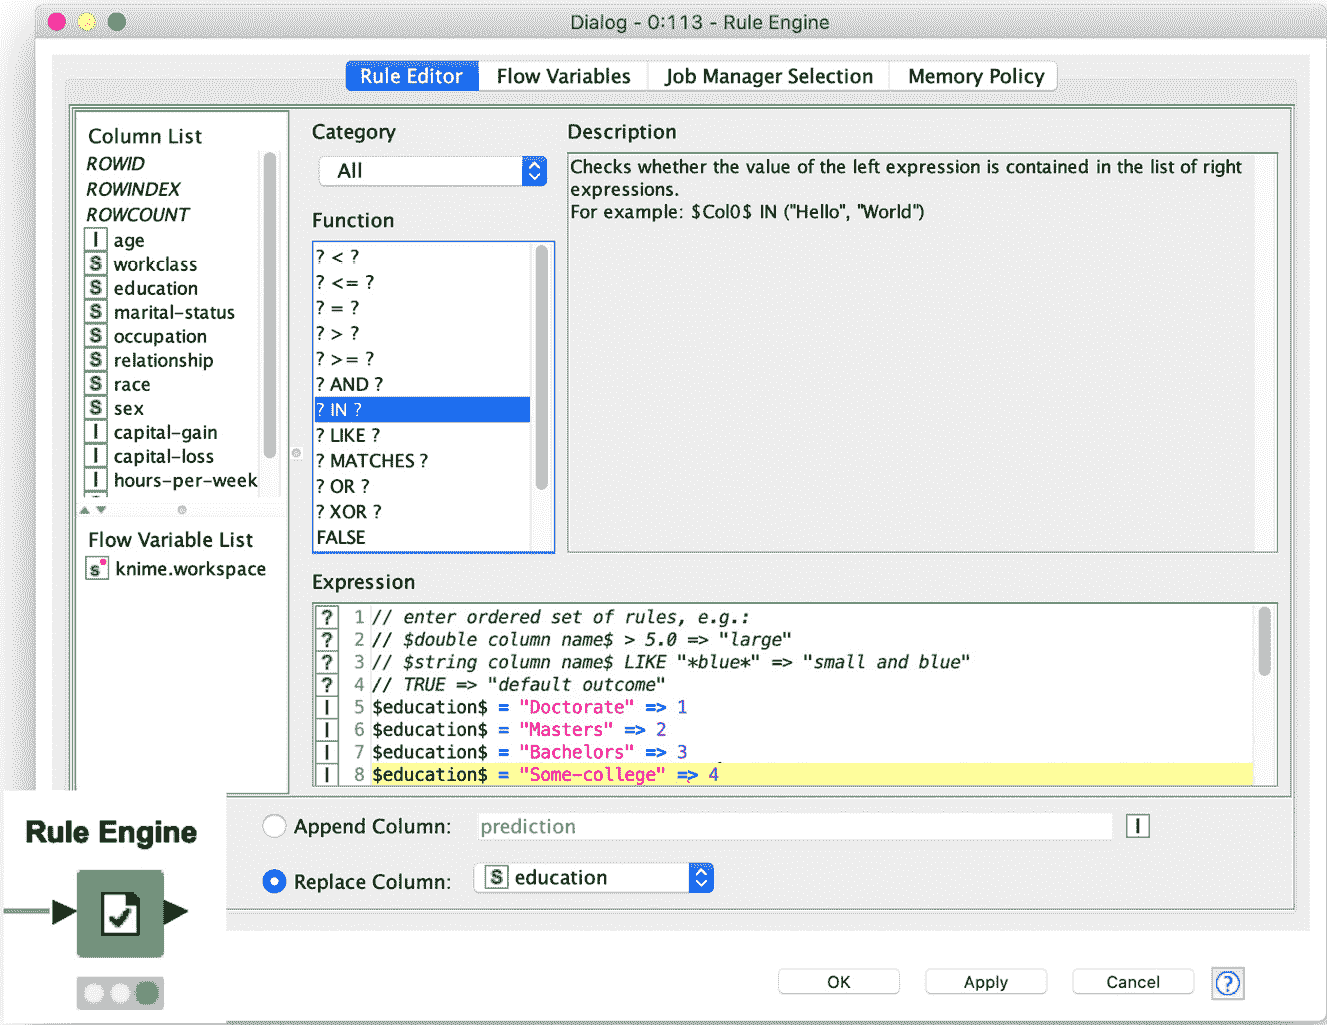 Dialog - 0:113 - Rule Engine
Rule Editor Flow Variables Job Manager Selection Memory Policy
Column List
ROWID
ROWINDEX
ROWCOUNT
I age
S workclass
S education
S marital-status
S occupation
S relationship
S race
S sex
I capital-gain
I capital-loss
I hours-per-week
Flow Variable List
s knime.workspace
Category
All
Function
? < ?
? <= ?
? = ?
? > ?
? >= ?
? AND ?
? IN ?
? LIKE ?
? MATCHES ?
? OR ?
? XOR ?
FALSE
Description
Checks whether the value of the left expression is contained in the list of right
expressions.
For example: $Col0$ IN ("Hello", "World")
Expression
? 1 // enter ordered set of rules, e.g.:
? 2 // $double column name$ > 5.0 => "large"
? 3 // $string column name$ LIKE "*blue*" => "small and blue"
? 4 // TRUE => "default outcome"
I 5 $education$ = "Doctorate" => 1
I 6 $education$ = "Masters" => 2
I 7 $education$ = "Bachelors" => 3
I 8 $education$ = "Some-college" => 4
Append Column: prediction I
Replace Column: S education
Rule Engine
OK Apply Cancel ?